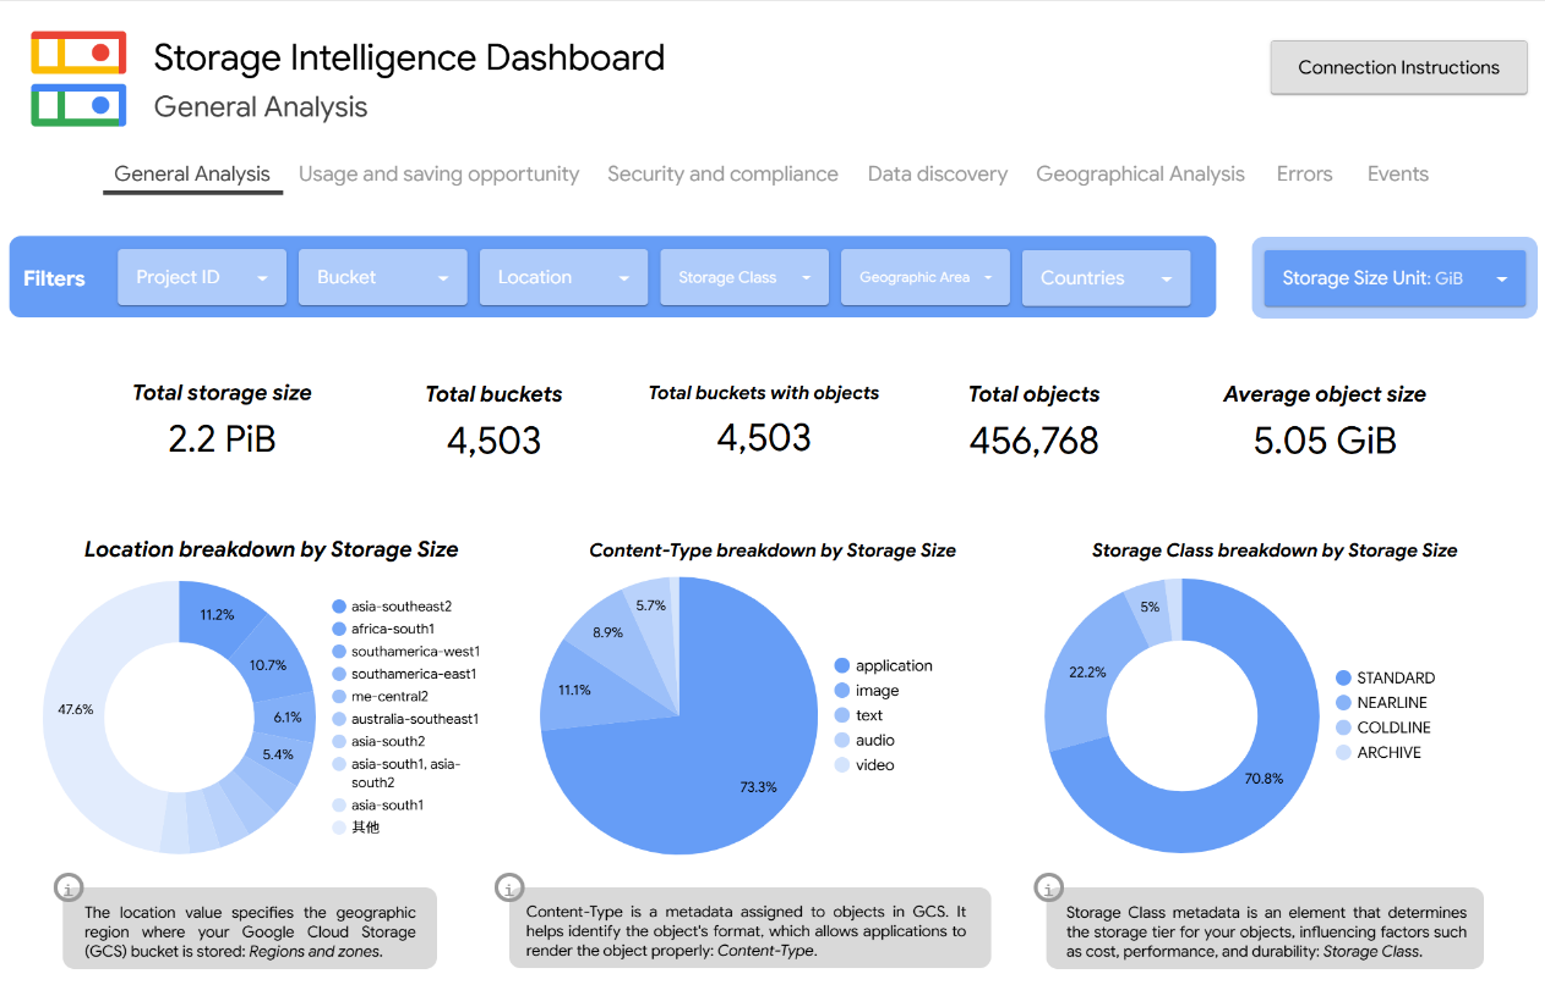 Storage Intelligence Dashboard
General Analysis
Connection Instructions
General Analysis
Usage and saving opportunity
Security and compliance
Data discovery
Geographical Analysis
Errors
Events
Filters
Project ID
Bucket
Location
Storage Class
Geographic Area
Countries
Storage Size Unit: GiB
Total storage size
2.2 PiB
Total buckets
4,503
Total buckets with objects
4,503
Total objects
456,768
Average object size
5.05 GiB
Location breakdown by Storage Size
11.2%
10.7%
6.1%
5.4%
47.6%
asia-southeast2
africa-south1
southamerica-west1
southamerica-east1
me-central2
australia-southeast1
asia-south2
asia-south1, asia-
south2
asia-south1
其他
Content-Type breakdown by Storage Size
5.7%
8.9%
11.1%
73.3%
application
image
text
audio
video
Storage Class breakdown by Storage Size
5%
22.2%
70.8%
STANDARD
NEARLINE
COLDLINE
ARCHIVE
i
The location value specifies the geographic
region where your Google Cloud Storage
(GCS) bucket is stored: Regions and zones.
i
Content-Type is a metadata assigned to objects in GCS. It
helps identify the object's format, which allows applications to
render the object properly: Content-Type.
i
Storage Class metadata is an element that determines
the storage tier for your objects, influencing factors such
as cost, performance, and durability: Storage Class.